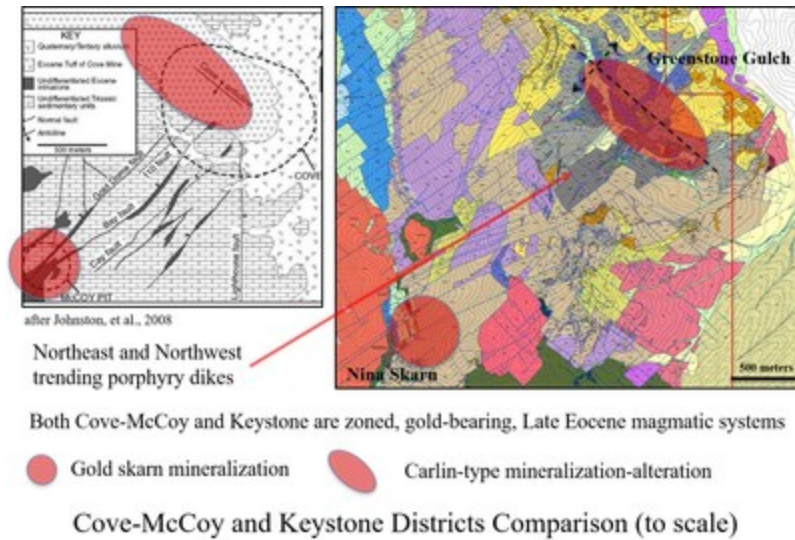 KEY
Quaternary/Tertiary alluvium
Eocene Tuff of Cove Mine
Undifferentiated Eocene
intrusions
Undifferentiated Triassic
sedimentary units
Normal fault
Anticline
500 meters
Cove
COVE
Gold Dome fault
110 fault
Bay fault
Cay fault
Lighthouse fault
McCOY PIT
Greenstone Gulch
Nina Skarn
500 meters
after Johnston, et al., 2008
Northeast and Northwest
trending porphyry dikes
Both Cove-McCoy and Keystone are zoned, gold-bearing, Late Eocene magmatic systems
Gold skarn mineralization
Carlin-type mineralization-alteration
Cove-McCoy and Keystone Districts Comparison (to scale)